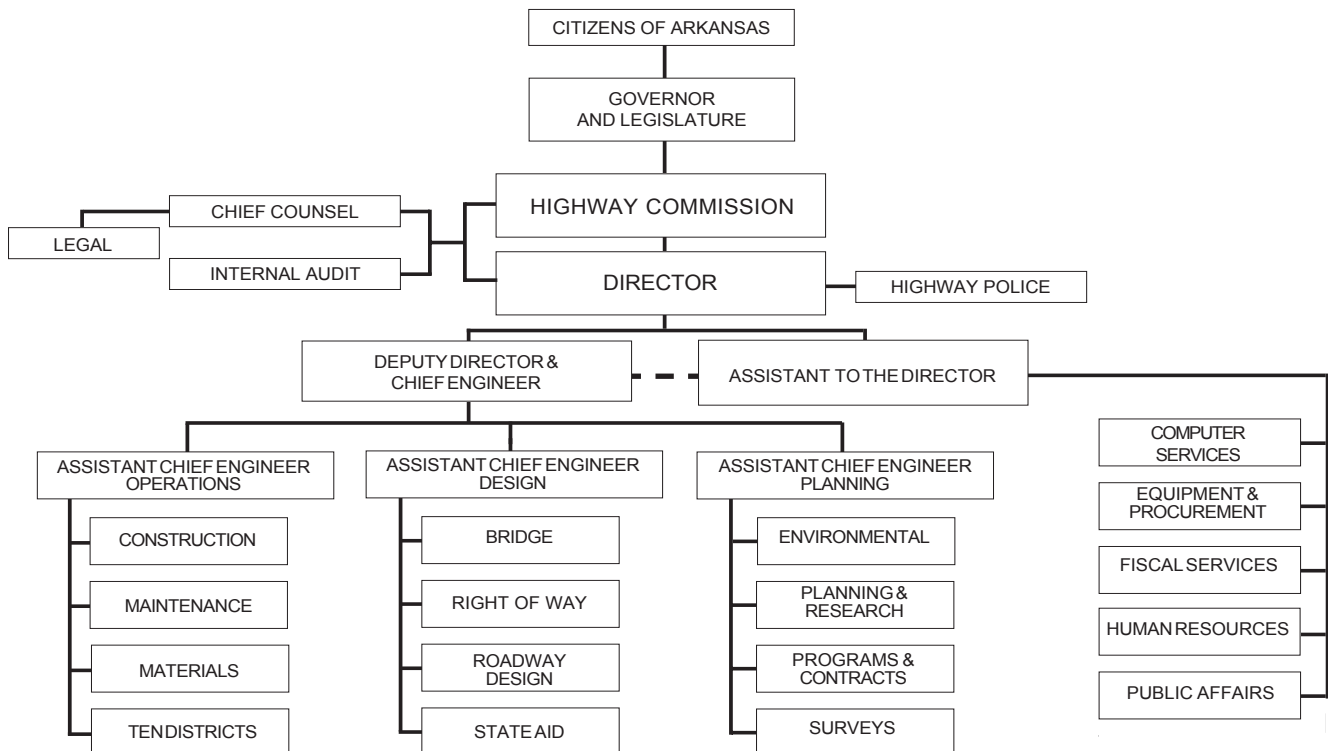 CITIZENS OF ARKANSAS
GOVERNOR
AND LEGISLATURE
HIGHWAY COMMISSION
CHIEF COUNSEL
LEGAL
INTERNAL AUDIT
DIRECTOR
HIGHWAY POLICE
DEPUTY DIRECTOR &
CHIEF ENGINEER
ASSISTANT TO THE DIRECTOR
ASSISTANT CHIEF ENGINEER
OPERATIONS
CONSTRUCTION
MAINTENANCE
MATERIALS
TEN DISTRICTS
ASSISTANT CHIEF ENGINEER
DESIGN
BRIDGE
RIGHT OF WAY
ROADWAY
DESIGN
STATE AID
ASSISTANT CHIEF ENGINEER
PLANNING
ENVIRONMENTAL
PLANNING &
RESEARCH
PROGRAMS &
CONTRACTS
SURVEYS
COMPUTER
SERVICES
EQUIPMENT &
PROCUREMENT
FISCAL SERVICES
HUMAN RESOURCES
PUBLIC AFFAIRS